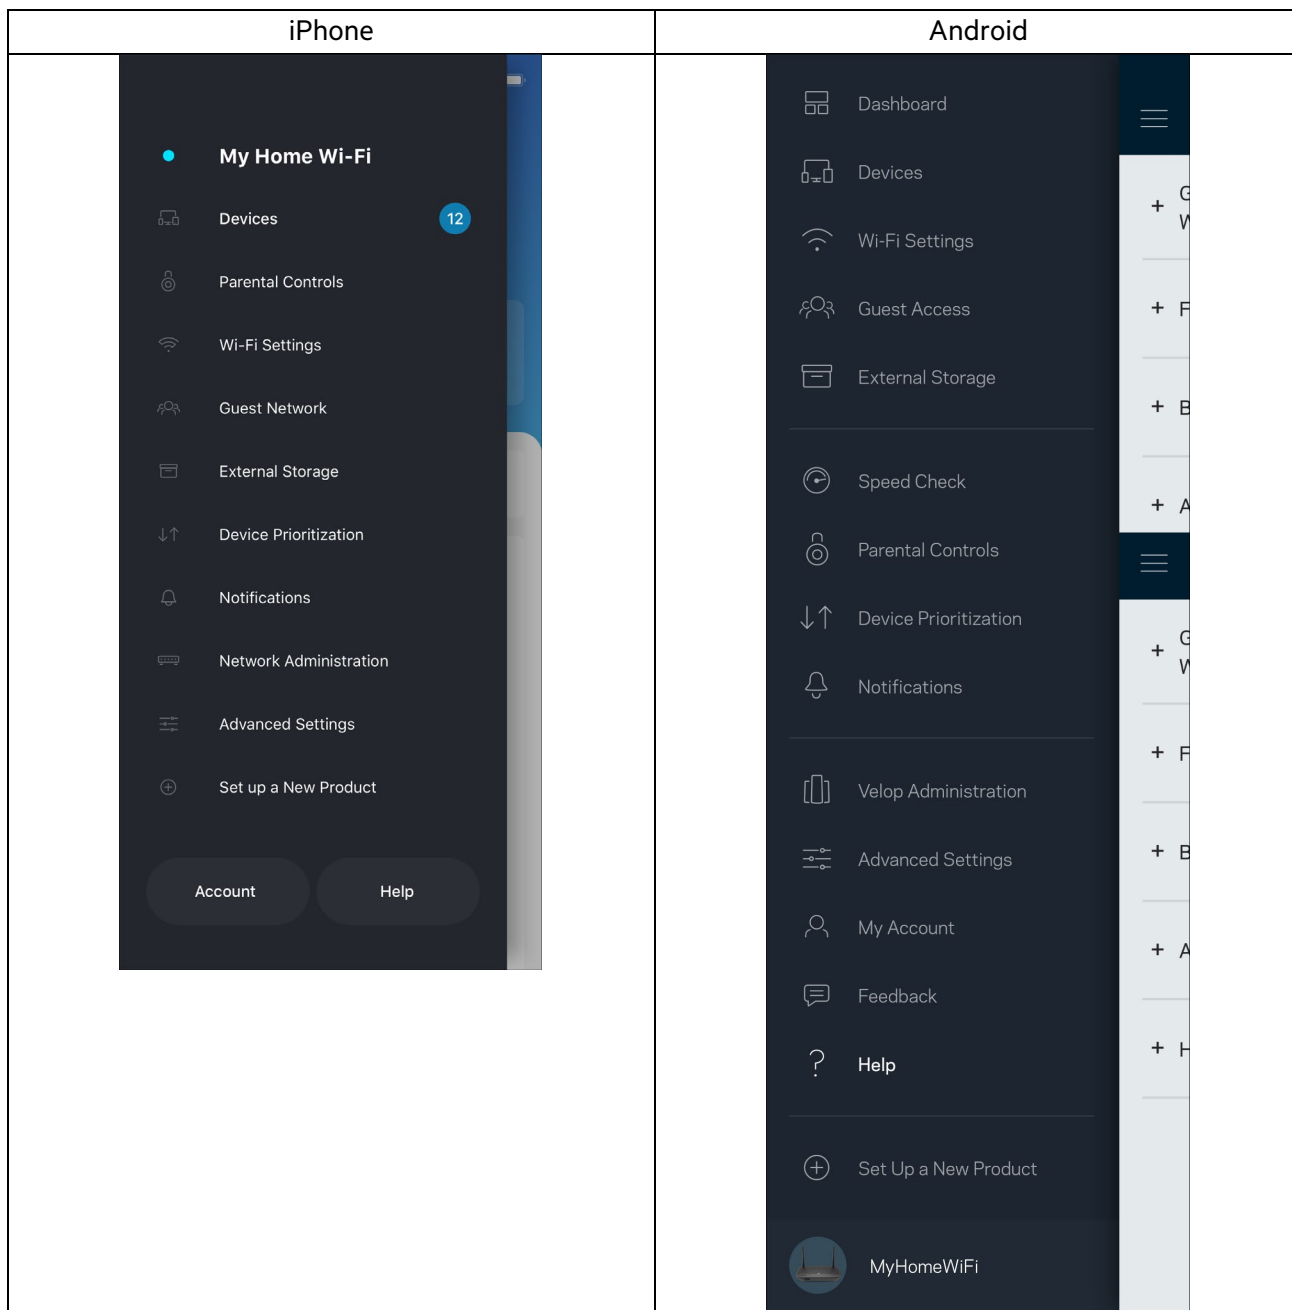 iPhone
Android
My Home Wi-Fi
Devices 12
Parental Controls
Wi-Fi Settings
Guest Network
External Storage
Device Prioritization
Notifications
Network Administration
Advanced Settings
Set up a New Product
Account Help
Dashboard
Devices
Wi-Fi Settings
Guest Access
External Storage
Speed Check
Parental Controls
Device Prioritization
Notifications
Velop Administration
Advanced Settings
My Account
Feedback
Help
Set Up a New Product
MyHomeWiFi